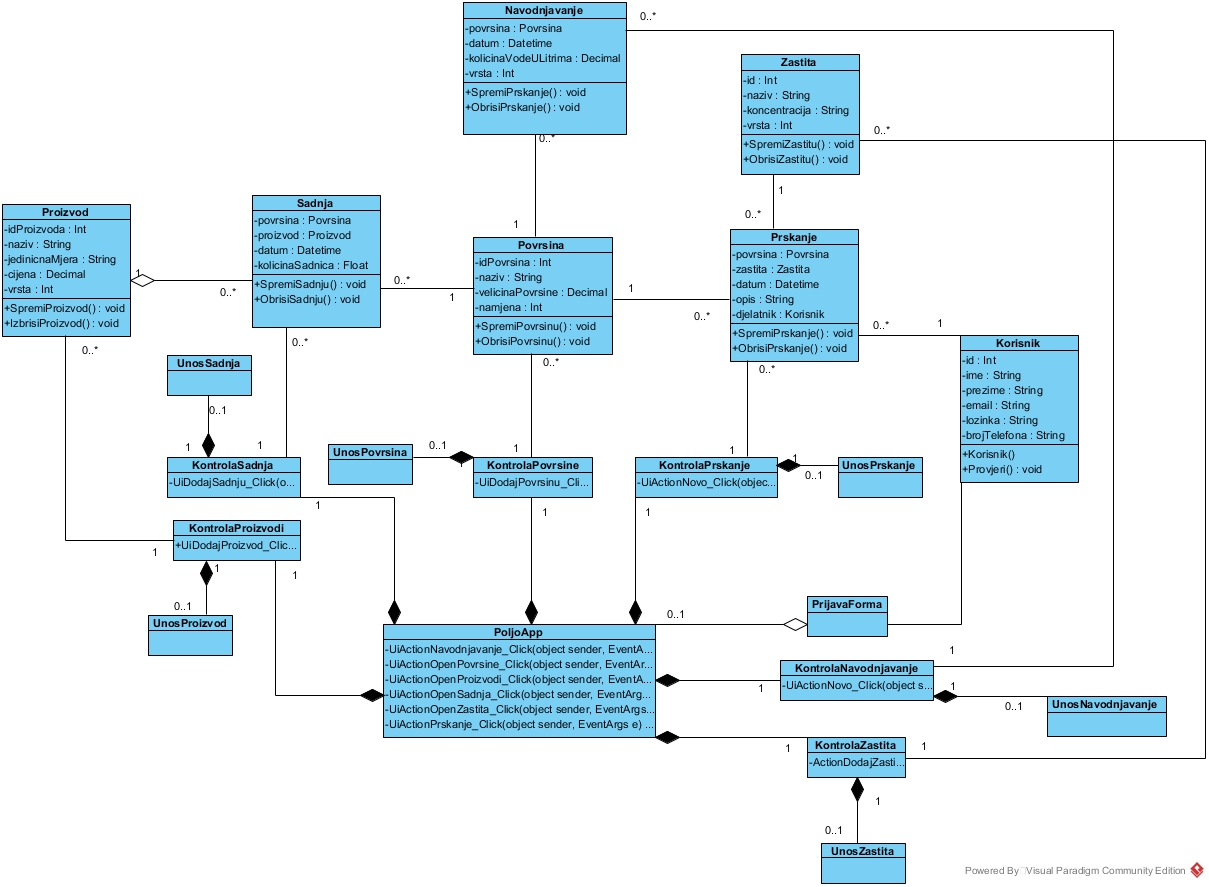 Navodnjavanje
-povrsina : Povrsina
-datum : Datetime
-kolicinaVodeULitrima : Decimal
-vrsta : Int
+SpremiPrskanje() : void
+ObrisiPrskanje() : void
0..*
0..*
Zastita
-id : Int
-naziv : String
-koncentracija : String
-vrsta : Int
+SpremiZastitu() : void
+ObrisiZastitu() : void
0..*
1
0..*
Proizvod
-idProizvoda : Int
-naziv : String
-jedinicnaMjera : String
-cijena : Decimal
-vrsta : Int
+SpremiProizvod() : void
+IzbrisiProizvod() : void
1
0..*
0..*
Sadnja
-povrsina : Povrsina
-proizvod : Proizvod
-datum : Datetime
-kolicinaSadnica : Float
+SpremiSadnju() : void
+ObrisiSadnju() : void
0..*
1
0..*
1
Povrsina
-idPovrsina : Int
-naziv : String
-velicinaPovrsine : Decimal
-namjena : Int
+SpremiPovrsinu() : void
+ObrisiPovrsinu() : void
1
0..*
0..*
Prskanje
-povrsina : Povrsina
-zastita : Zastita
-datum : Datetime
-opis : String
-djelatnik : Korisnik
+SpremiPrskanje() : void
+ObrisiPrskanje() : void
0..*
1
0..*
Korisnik
-id : Int
-ime : String
-prezime : String
-email : String
-lozinka : String
-brojTelefona : String
+Korisnik()
+Provjeri() : void
UnosSadnja
0..1
1
1
KontrolaSadnja
-UiDodajSadnju_Click(o...
1
UnosPovrsina
0..1
1
1
KontrolaPovrsine
-UiDodajPovrsinu_Cli...
1
1
KontrolaPrskanje
-UiActionNovo_Click(objec...
1
1
0..1
UnosPrskanje
KontrolaProizvodi
+UiDodajProizvod_Clic...
1
1
1
0..1
UnosProizvod
PoljoApp
-UiActionNavodnjavanje_Click(object sender, EventA...
-UiActionOpenPovrsine_Click(object sender, EventAr...
-UiActionOpenProizvodi_Click(object sender, EventA...
-UiActionOpenSadnja_Click(object sender, EventArg...
-UiActionOpenZastita_Click(object sender, EventArgs...
-UiActionPrskanje_Click(object sender, EventArgs e) ...
0..1
PrijavaForma
1
KontrolaNavodnjavanje
-UiActionNovo_Click(object s...
1
1
0..1
UnosNavodnjavanje
KontrolaZastita
-ActionDodajZasti...
1
1
1
0..1
UnosZastita
Powered By Visual Paradigm Community Edition